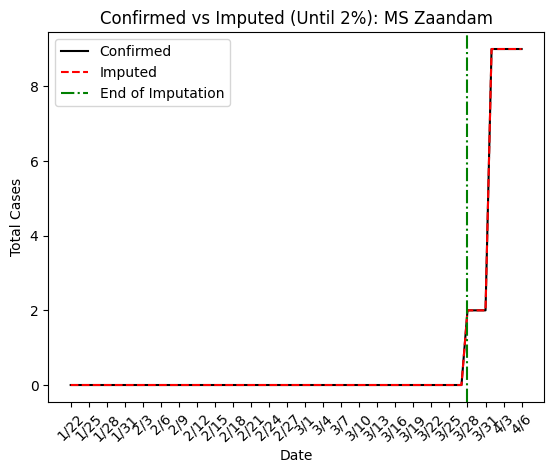 Confirmed vs Imputed (Until 2%): MS Zaandam
Confirmed
Imputed
End of Imputation
Total Cases
8
6
4
2
0
1/22 1/25 1/28 1/31 2/3 2/6 2/9 2/12 2/15 2/18 2/21 2/24 2/27 3/1 3/4 3/7 3/10 3/13 3/16 3/19 3/22 3/25 3/28 3/31 4/3 4/6
Date